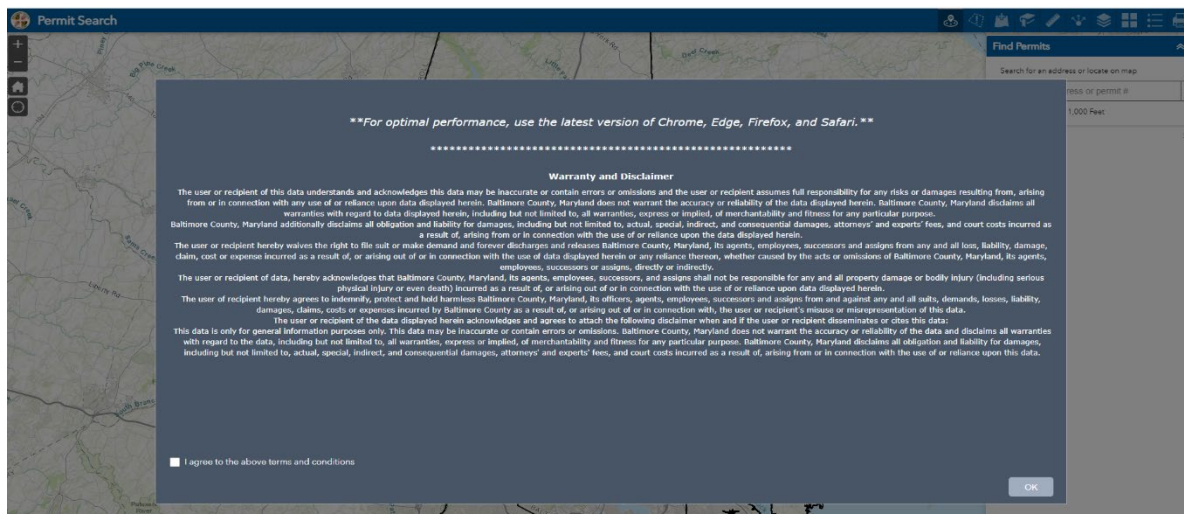 Permit Search
Find Permits
Search for an address or locate on map
ress or permit #
1,000 Feet
**For optimal performance, use the latest version of Chrome, Edge, Firefox, and Safari.**
*********************************************************
Warranty and Disclaimer
The user or recipient of this data understands and acknowledges this data may be inaccurate or contain errors or omissions and the user or recipient assumes full responsibility for any risks or damages resulting from, arising
from or in connection with any use of or reliance upon data displayed herein. Baltimore County, Maryland does not warrant the accuracy or reliability of the data displayed herein. Baltimore County, Maryland disclaims all
warranties with regard to data displayed herein, including but not limited to, all warranties, express or implied, of merchantability and fitness for any particular purpose.
Baltimore County, Maryland additionally disclaims all obligation and liability for damages, including but not limited to, actual, special, indirect, and consequential damages, attorneys' and experts' fees, and court costs incurred as
a result of, arising from or in connection with the use of or reliance upon the data displayed herein.
The user or recipient hereby waives the right to file suit or make demand and forever discharges and releases Baltimore County, Maryland, its agents, employees, successors and assigns from any and all loss, liability, damage,
claim, cost or expense incurred as a result of, or arising out of or in connection with the use of data displayed herein or any reliance thereon, whether caused by the acts or omissions of Baltimore County, Maryland, its agents,
employees, successors or assigns, directly or indirectly.
The user or recipient of data, hereby acknowledges that Baltimore County, Maryland, its agents, employees, successors, and assigns shall not be responsible for any and all property damage or bodily injury (including serious
physical injury or even death) incurred as a result of, or arising out of or in connection with the use of or reliance upon data displayed herein.
The user of recipient hereby agrees to indemnify, protect and hold harmless Baltimore County, Maryland, its officers, agents, employees, successors and assigns from and against any and all suits, demands, losses, liability,
damages, claims, costs or expenses incurred by Baltimore County as a result of, or arising out of or in connection with, the user or recipient's misuse or misrepresentation of this data.
The user or recipient of the data displayed herein acknowledges and agrees to attach the following disclaimer when and if the user or recipient disseminates or cites this data:
This data is only for general information purposes only. This data may be inaccurate or contain errors or omissions. Baltimore County, Maryland does not warrant the accuracy or reliability of the data and disclaims all warranties
with regard to the data, including but not limited to, all warranties, express or implied, of merchantability and fitness for any particular purpose. Baltimore County, Maryland disclaims all obligation and liability for damages,
including but not limited to, actual, special, indirect, and consequential damages, attorneys' and experts' fees, and court costs incurred as a result of, arising from or in connection with the use of or reliance upon this data.
I agree to the above terms and conditions
OK